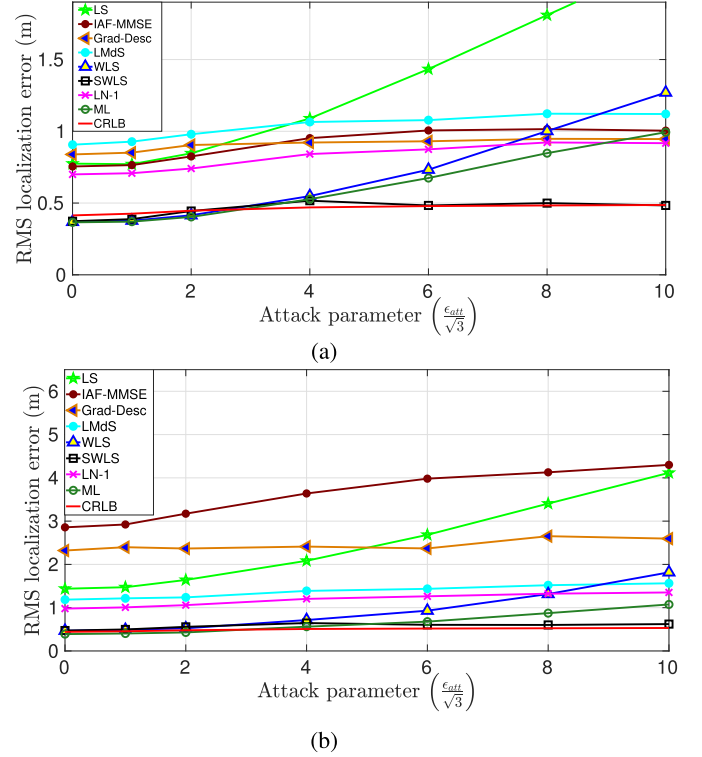 RMS localization error (m)
1.5
1
0.5
0
LS
IAF-MMSE
Grad-Desc
LMdS
WLS
SWLS
LN-1
ML
CRLB
0 2 4 6 8 10
Attack parameter (ϵ_att/√3)
(a)
RMS localization error (m)
6
5
4
3
2
1
0
LS
IAF-MMSE
Grad-Desc
LMdS
WLS
SWLS
LN-1
ML
CRLB
0 2 4 6 8 10
Attack parameter (ϵ_att/√3)
(b)